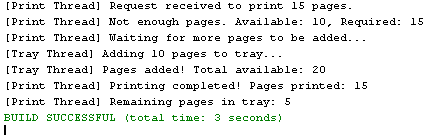 [Print Thread] Request received to print 15 pages.
[Print Thread] Not enough pages. Available: 10, Required: 15
[Print Thread] Waiting for more pages to be added...
[Tray Thread] Adding 10 pages to tray...
[Tray Thread] Pages added! Total available: 20
[Print Thread] Printing completed! Pages printed: 15
[Print Thread] Remaining pages in tray: 5
BUILD SUCCESSFUL (total time: 3 seconds)